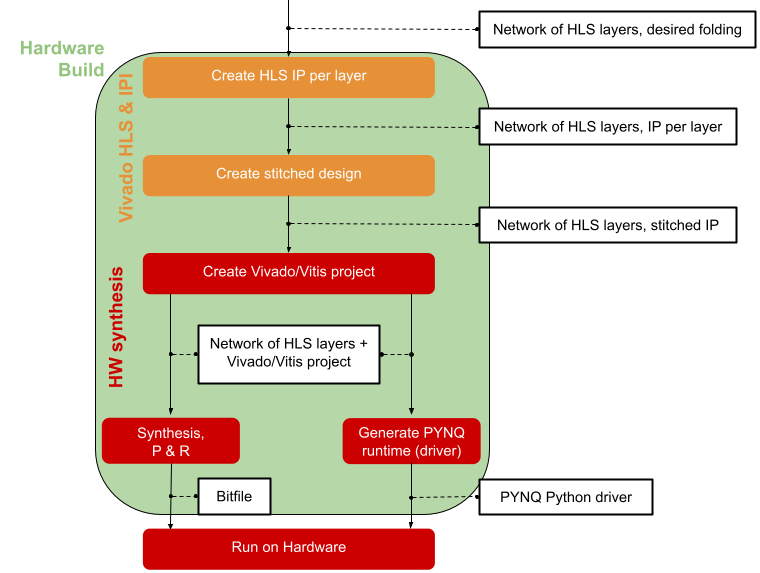 Network of HLS layers, desired folding
Hardware
Build
Create HLS IP per layer
Vivado HLS & IPI
Network of HLS layers, IP per layer
Create stitched design
Network of HLS layers, stitched IP
Create Vivado/Vitis project
HW synthesis
Network of HLS layers +
Vivado/Vitis project
Synthesis,
P & R
Generate PYNQ
runtime (driver)
Bitfile
PYNQ Python driver
Run on Hardware